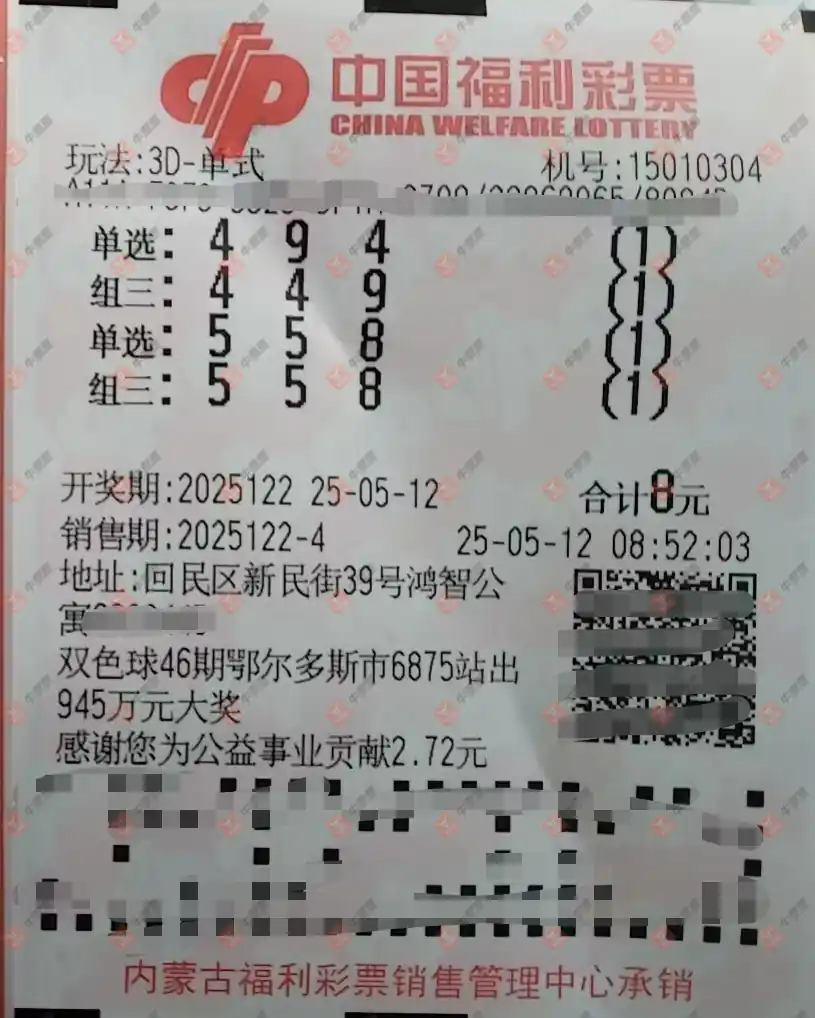 中国福利彩票
CHINA WELFARE LOTTERY
玩法:3D-单式 机号:15010304
单选: 4 9 4 (1)
组三: 4 4 9 (1)
单选: 5 5 8 (1)
组三: 5 5 8 (1)
开奖期:2025122 25-05-12 合计8元
销售期:2025122-4 25-05-12 08:52:03
地址:回民区新民街39号鸿智公
寓
双色球46期鄂尔多斯市6875站出
945万元大奖
感谢您为公益事业贡献2.72元
内蒙古福利彩票销售管理中心承销